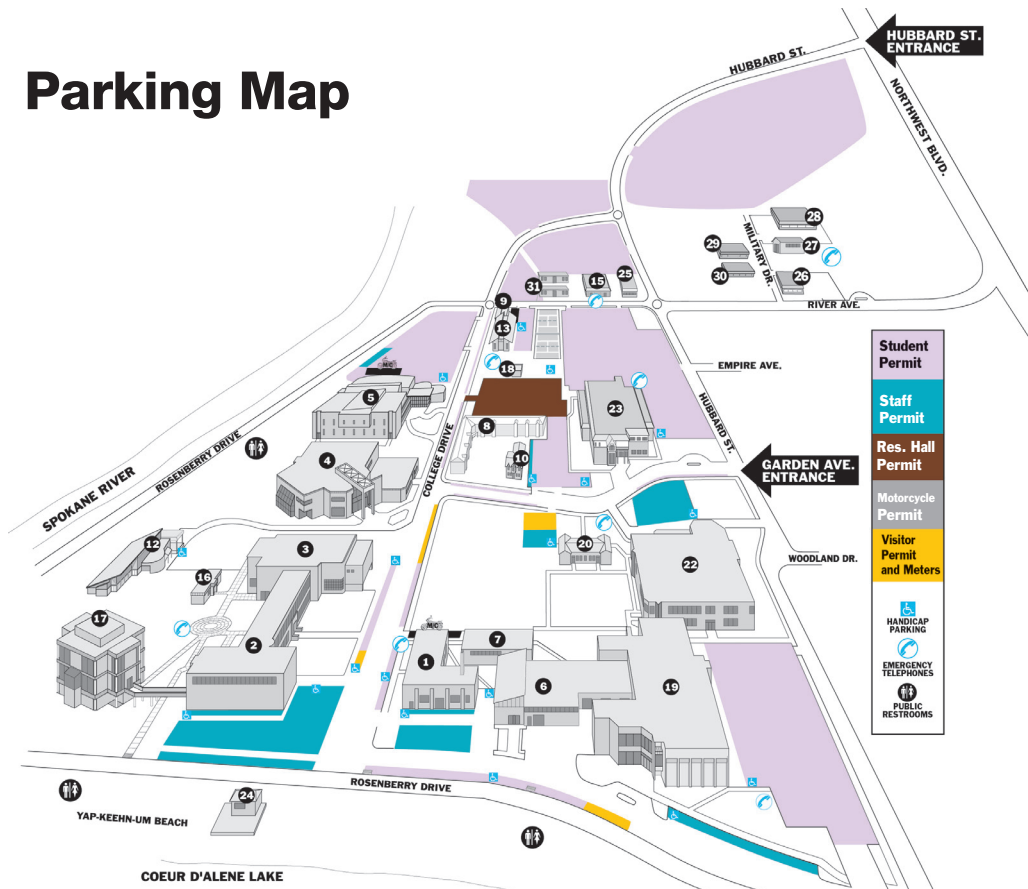 Parking Map
HUBBARD ST.
ENTRANCE
HUBBARD ST.
NORTHWEST BLVD.
28
MILITARY DR.
29
27
30
26
25
15
31
9
RIVER AVE.
13
M/C
18
EMPIRE AVE.
5
23
HUBBARD ST.
8
COLLEGE DRIVE
10
4
ROSENBERRY DRIVE
SPOKANE RIVER
GARDEN AVE.
ENTRANCE
12
3
20
22
WOODLAND DR.
16
17
2
M/C
7
1
6
19
ROSENBERRY DRIVE
24
YAP-KEEHN-UM BEACH
COEUR D'ALENE LAKE
Student
Permit
Staff
Permit
Res. Hall
Permit
Motorcycle
Permit
Visitor
Permit
and Meters
HANDICAP
PARKING
EMERGENCY
TELEPHONES
PUBLIC
RESTROOMS